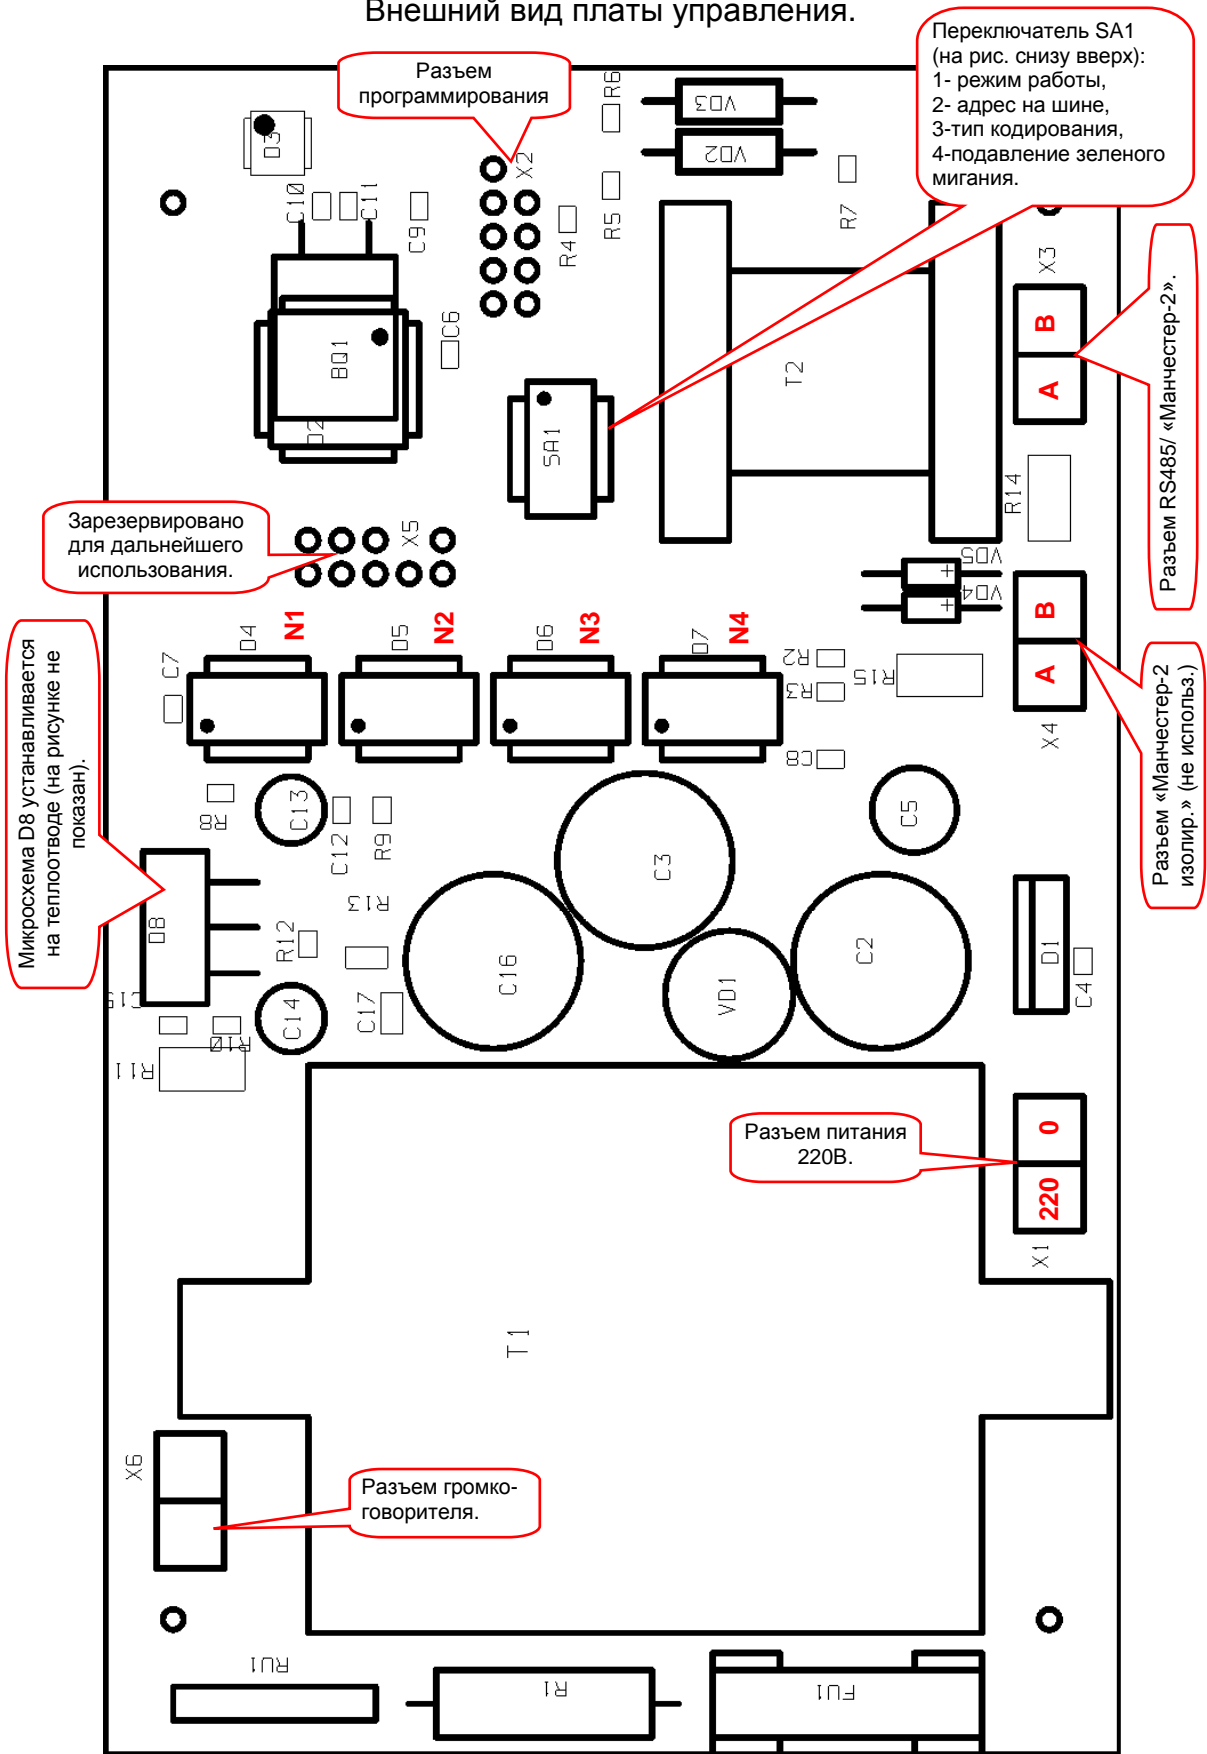 Внешний вид платы управления.
Переключатель SA1
(на рис. снизу вверх):
1- режим работы,
2- адрес на шине,
3-тип кодирования,
4-подавление зеленого
мигания.
Разъем
программирования
R6
VD3
VD2
D3
X2
C10
C11
C9
R4
R5
R7
X3
B
A
Разъем RS485/ «Манчестер-2».
C6
BQ1
D2
SA1
T2
R14
Зарезервировано
для дальнейшего
использования.
X5
VD5
VD4
B
A
X4
Разъем «Манчестер-2
изолир.» (не использ.)
Микросхема D8 устанавливается
на теплоотводе (на рисунке не
показан).
C7
D4
N1
D5
N2
D6
N3
D7
N4
R2
R3
R15
C8
R8
C13
C12
R9
C3
C5
D8
R13
R12
C16
VD1
C2
D1
C4
C15
C14
C17
R10
R11
Разъем питания
220В.
0
220
X1
T1
X6
Разъем громко-
говорителя.
RU1
R1
FU1